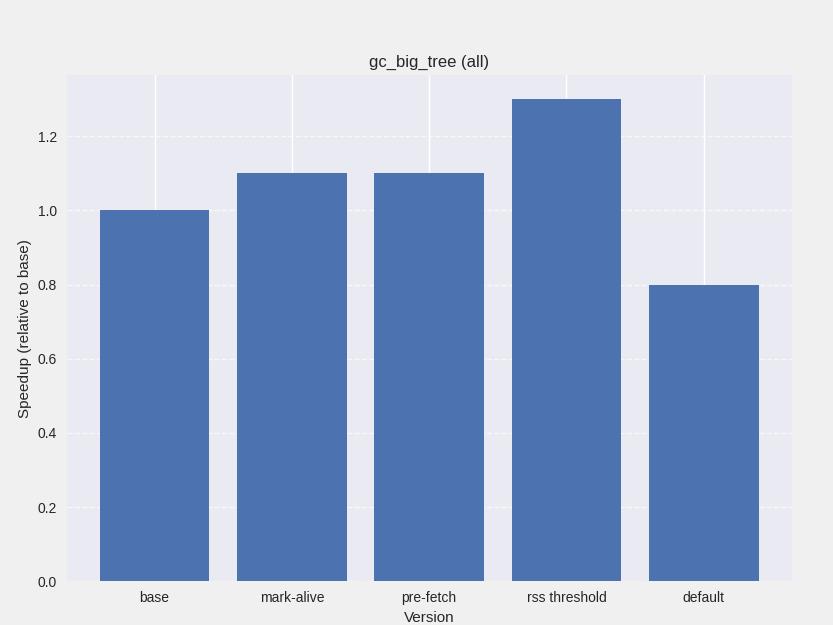 gc_big_tree (all)
Speedup (relative to base)
1.2
1.0
0.8
0.6
0.4
0.2
0.0
base mark-alive pre-fetch rss threshold default
Version